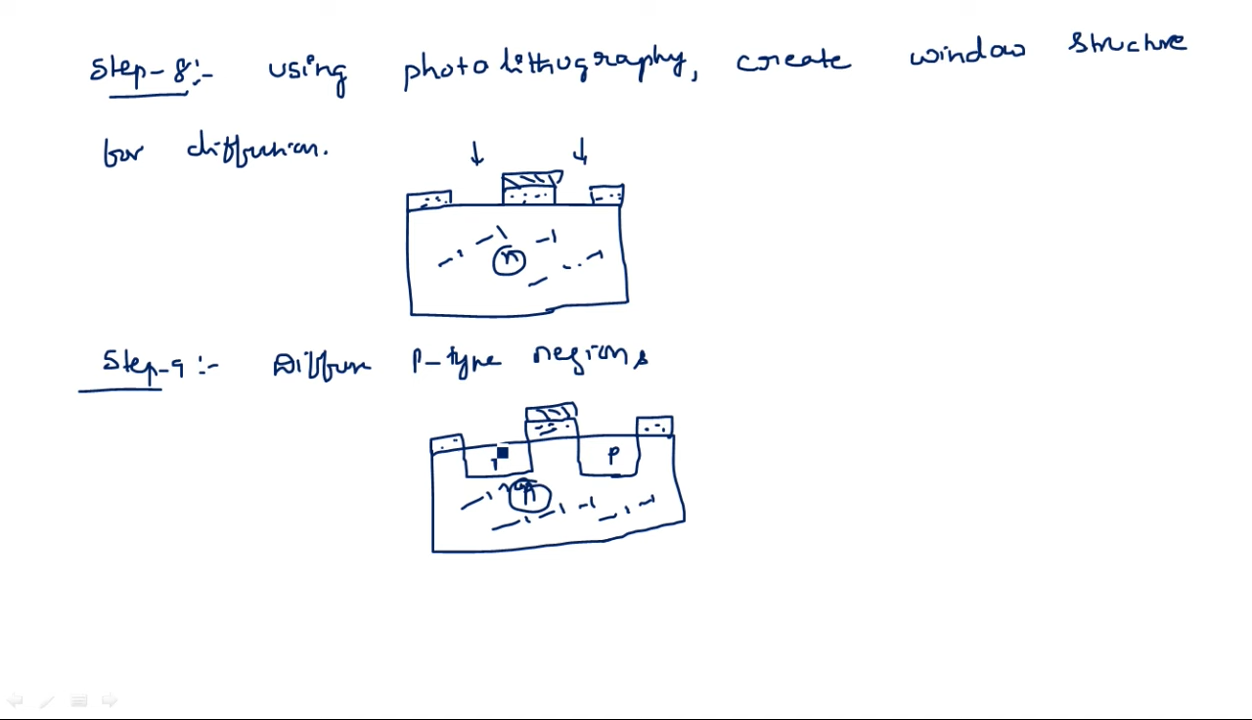 Step-8:- using photolithography, create window structure
for diffusion.
n
Step-9:- Diffuse P-type regions
P
n